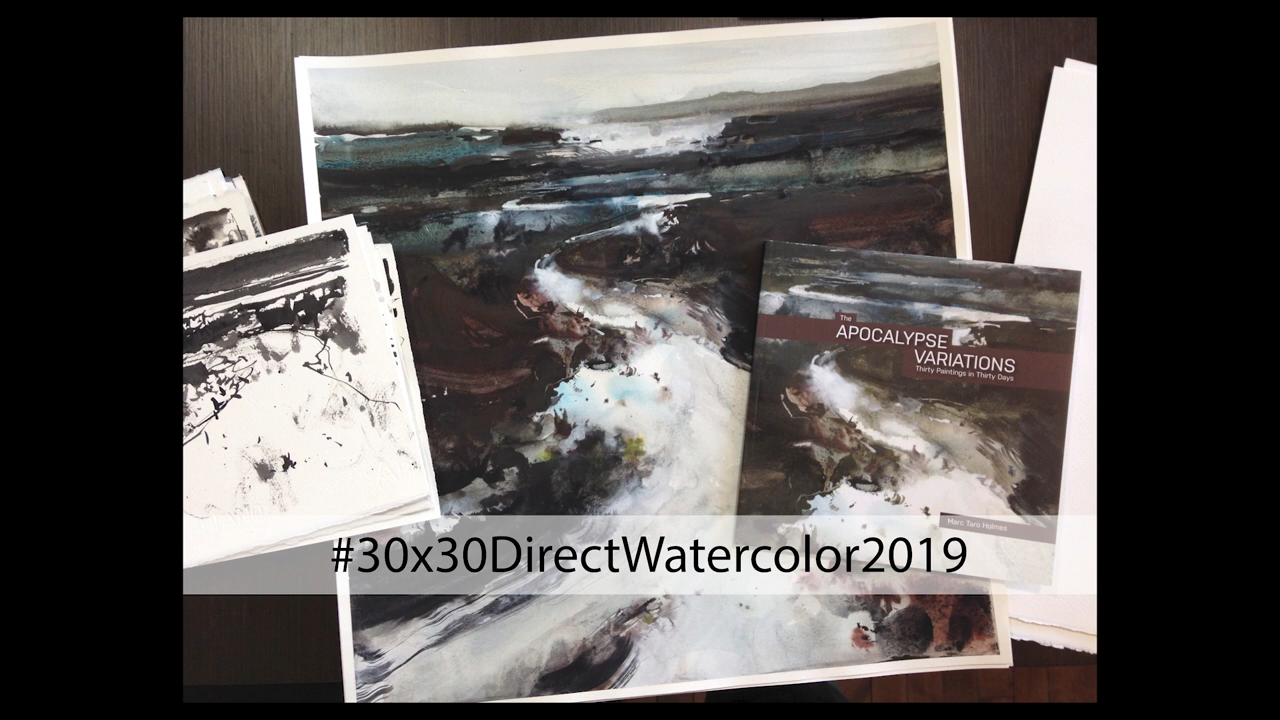 The
APOCALYPSE
VARIATIONS
Thirty Paintings in Thirty Days
Marc Taro Holmes
#30x30DirectWatercolor2019